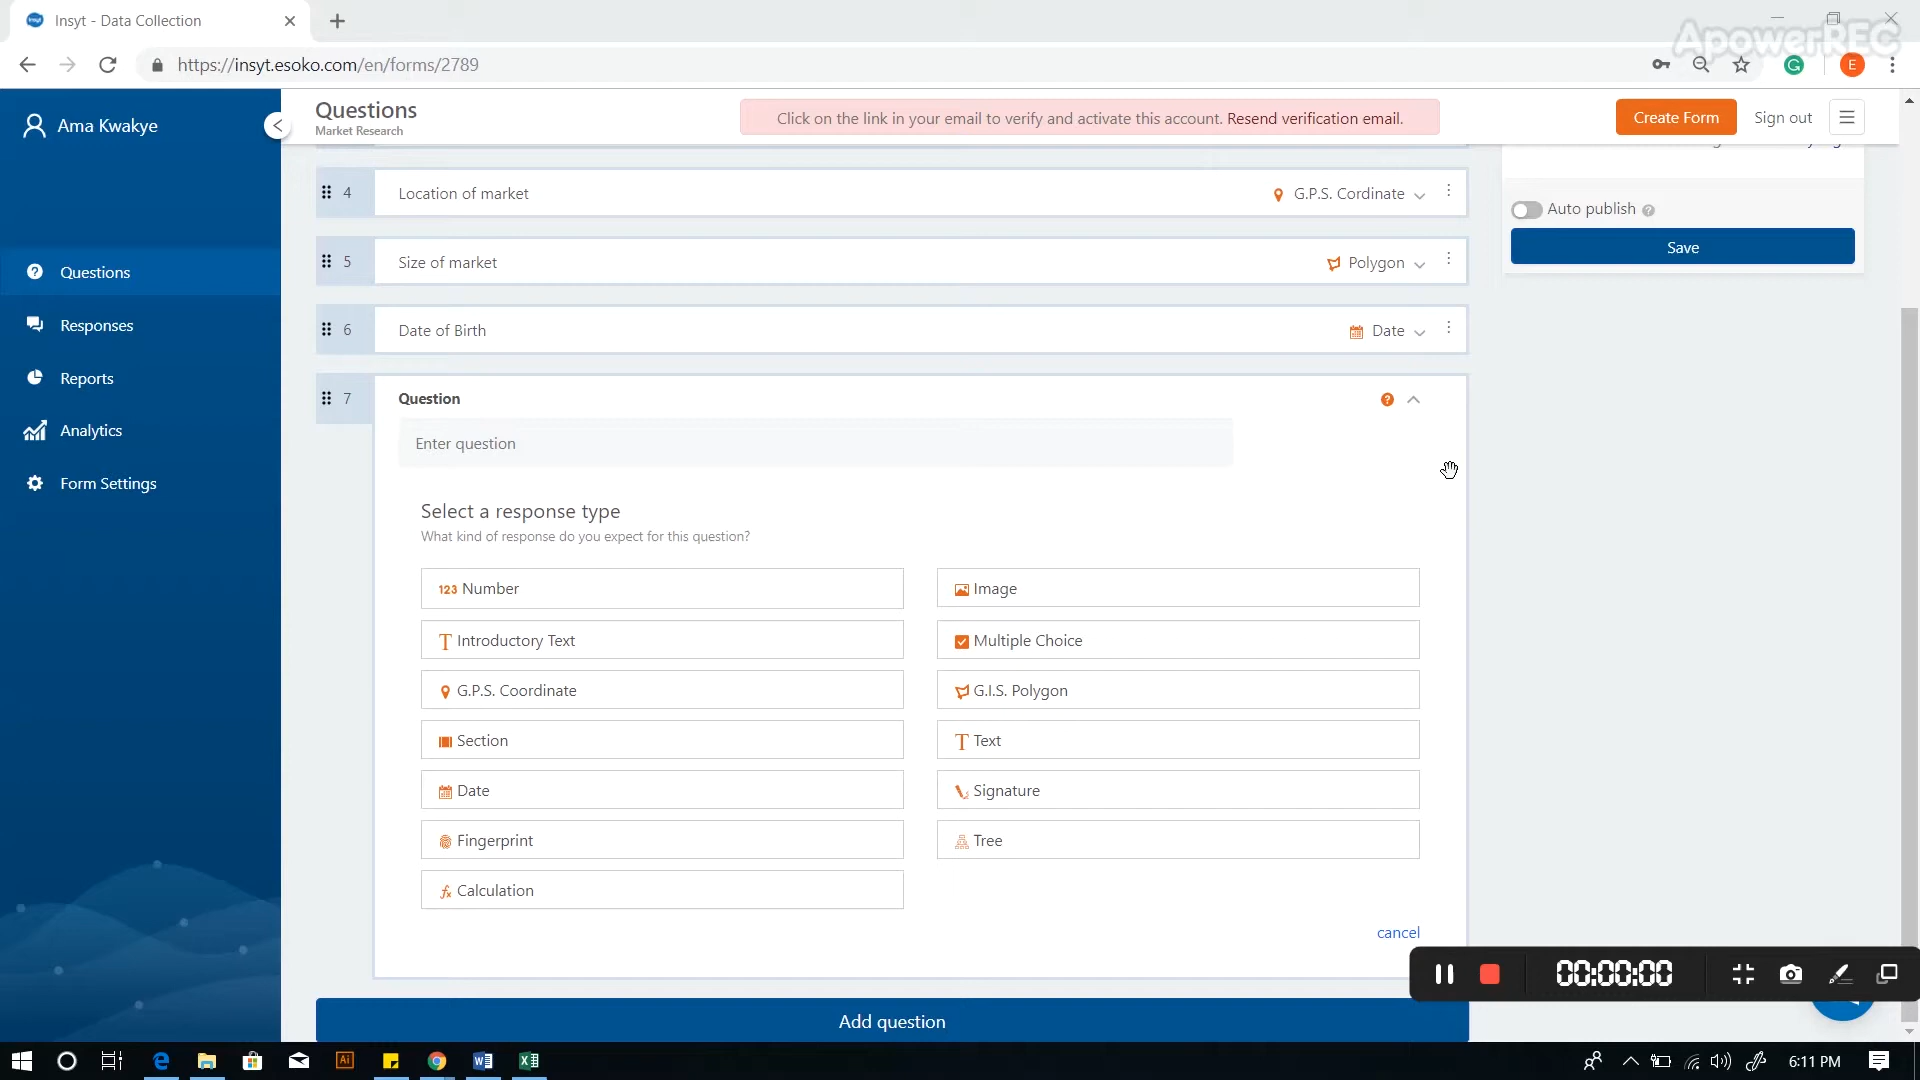 Insyt - Data Collection
ApowerREC
https://insyt.esoko.com/en/forms/2789
E
Ama Kwakye
Questions
Market Research
Click on the link in your email to verify and activate this account. Resend verification email.
Create Form
Sign out
4
Location of market
G.P.S. Cordinate
Auto publish
5
Size of market
Polygon
Save
6
Date of Birth
Date
7
Question
Enter question
Questions
Responses
Reports
Analytics
Form Settings
Select a response type
What kind of response do you expect for this question?
123 Number
Image
Introductory Text
Multiple Choice
G.P.S. Coordinate
G.I.S. Polygon
Section
Text
Date
Signature
Fingerprint
Tree
Calculation
cancel
00:00:00
Add question
6:11 PM